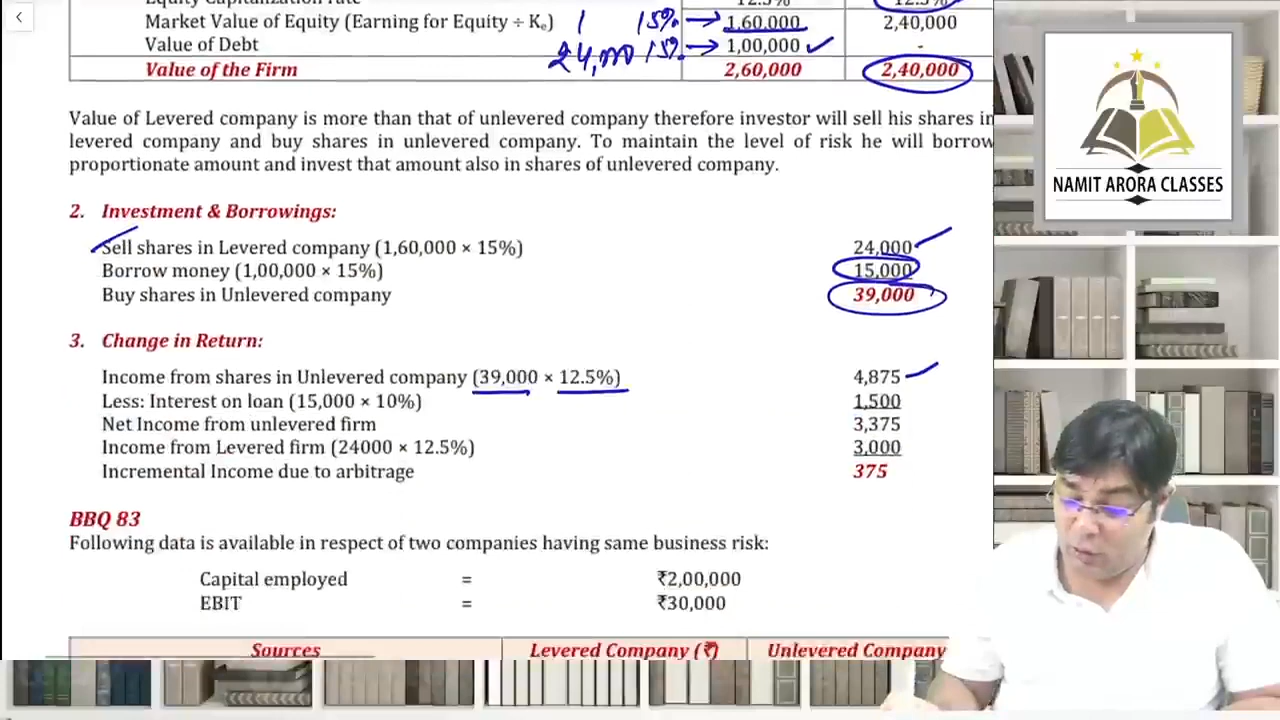 Market Value of Equity (Earning for Equity ÷ Kₑ) 15% → 1,60,000 2,40,000
Value of Debt 24,000 15% → 1,00,000 -
Value of the Firm 2,60,000 2,40,000
Value of Levered company is more than that of unlevered company therefore investor will sell his shares in
levered company and buy shares in unlevered company. To maintain the level of risk he will borrow
proportionate amount and invest that amount also in shares of unlevered company.
2. Investment & Borrowings:
Sell shares in Levered company (1,60,000 × 15%) 24,000
Borrow money (1,00,000 × 15%) 15,000
Buy shares in Unlevered company 39,000
3. Change in Return:
Income from shares in Unlevered company (39,000 × 12.5%) 4,875
Less: Interest on loan (15,000 × 10%) 1,500
Net Income from unlevered firm 3,375
Income from Levered firm (24000 × 12.5%) 3,000
Incremental Income due to arbitrage 375
BBQ 83
Following data is available in respect of two companies having same business risk:
Capital employed = ₹2,00,000
EBIT = ₹30,000
Sources Levered Company (₹) Unlevered Company
NAMIT ARORA CLASSES